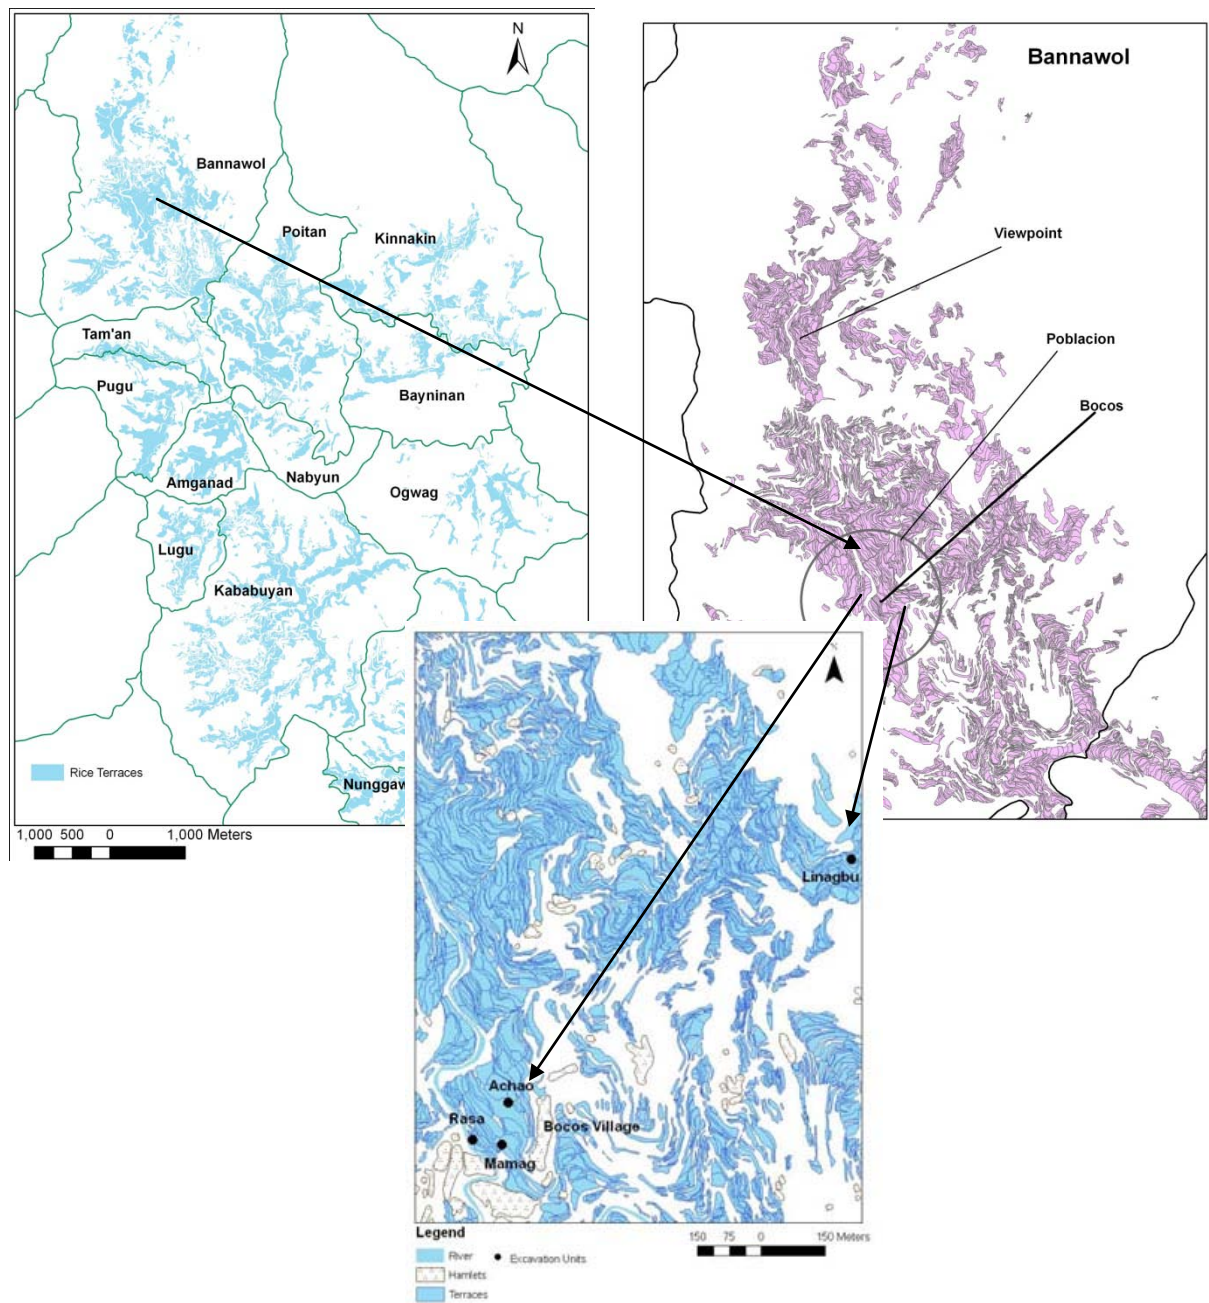 N
Bannawol
Poitan
Kinnakin
Tam'an
Pugu
Bayninan
Amganad
Nabyun
Ogwag
Lugu
Kababuyan
Rice Terraces
Nunggaw
1,000 500 0 1,000 Meters
Bannawol
Viewpoint
Poblacion
Bocos
Linagbu
Achao
Rasa
Bocos Village
Mamag
Legend
River
Excavation Units
Hamlets
Terraces
150 75 0 150 Meters